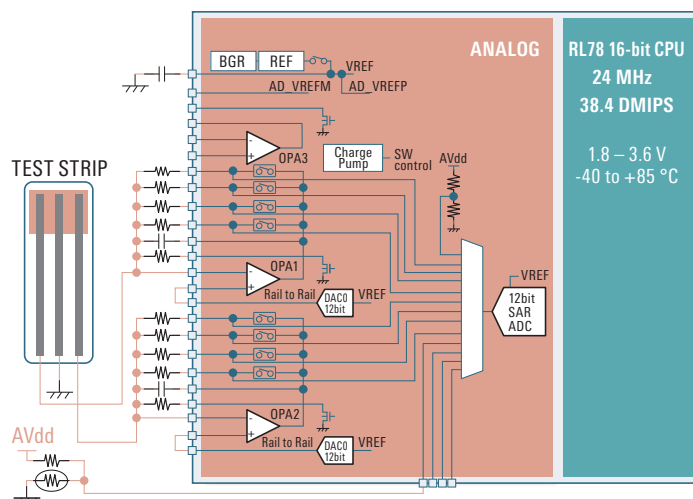 ANALOG
RL78 16-bit CPU
24 MHz
38.4 DMIPS
1.8 – 3.6 V
-40 to +85 °C
BGR
REF
VREF
AD_VREFM
AD_VREFP
-
+
OPA3
Charge
Pump
SW
control
AVdd
TEST STRIP
-
+
OPA1
Rail to Rail
DAC0
12bit
VREF
VREF
12bit
SAR
ADC
-
+
OPA2
Rail to Rail
DAC0
12bit
VREF
AVdd